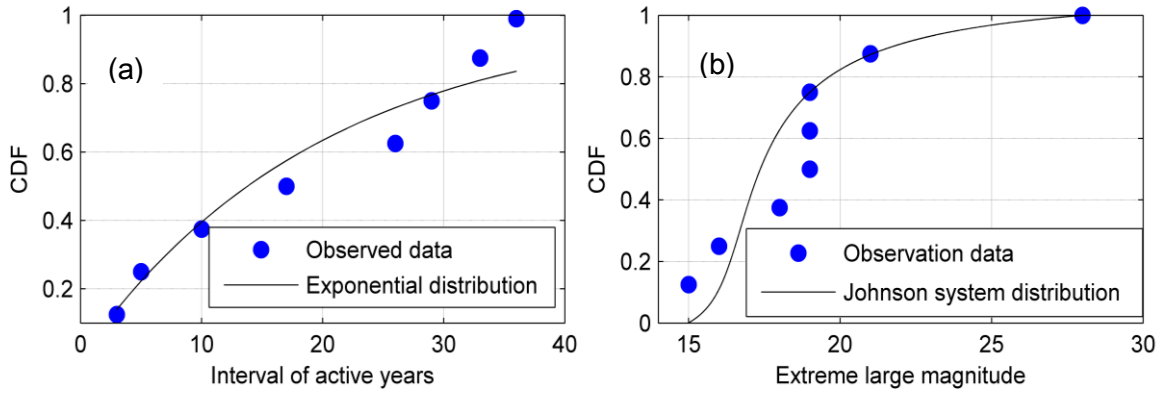 (a)
CDF
1
0.8
0.6
0.4
0.2
Observed data
Exponential distribution
0 10 20 30 40
Interval of active years
(b)
CDF
1
0.8
0.6
0.4
0.2
0
Observation data
Johnson system distribution
15 20 25 30
Extreme large magnitude